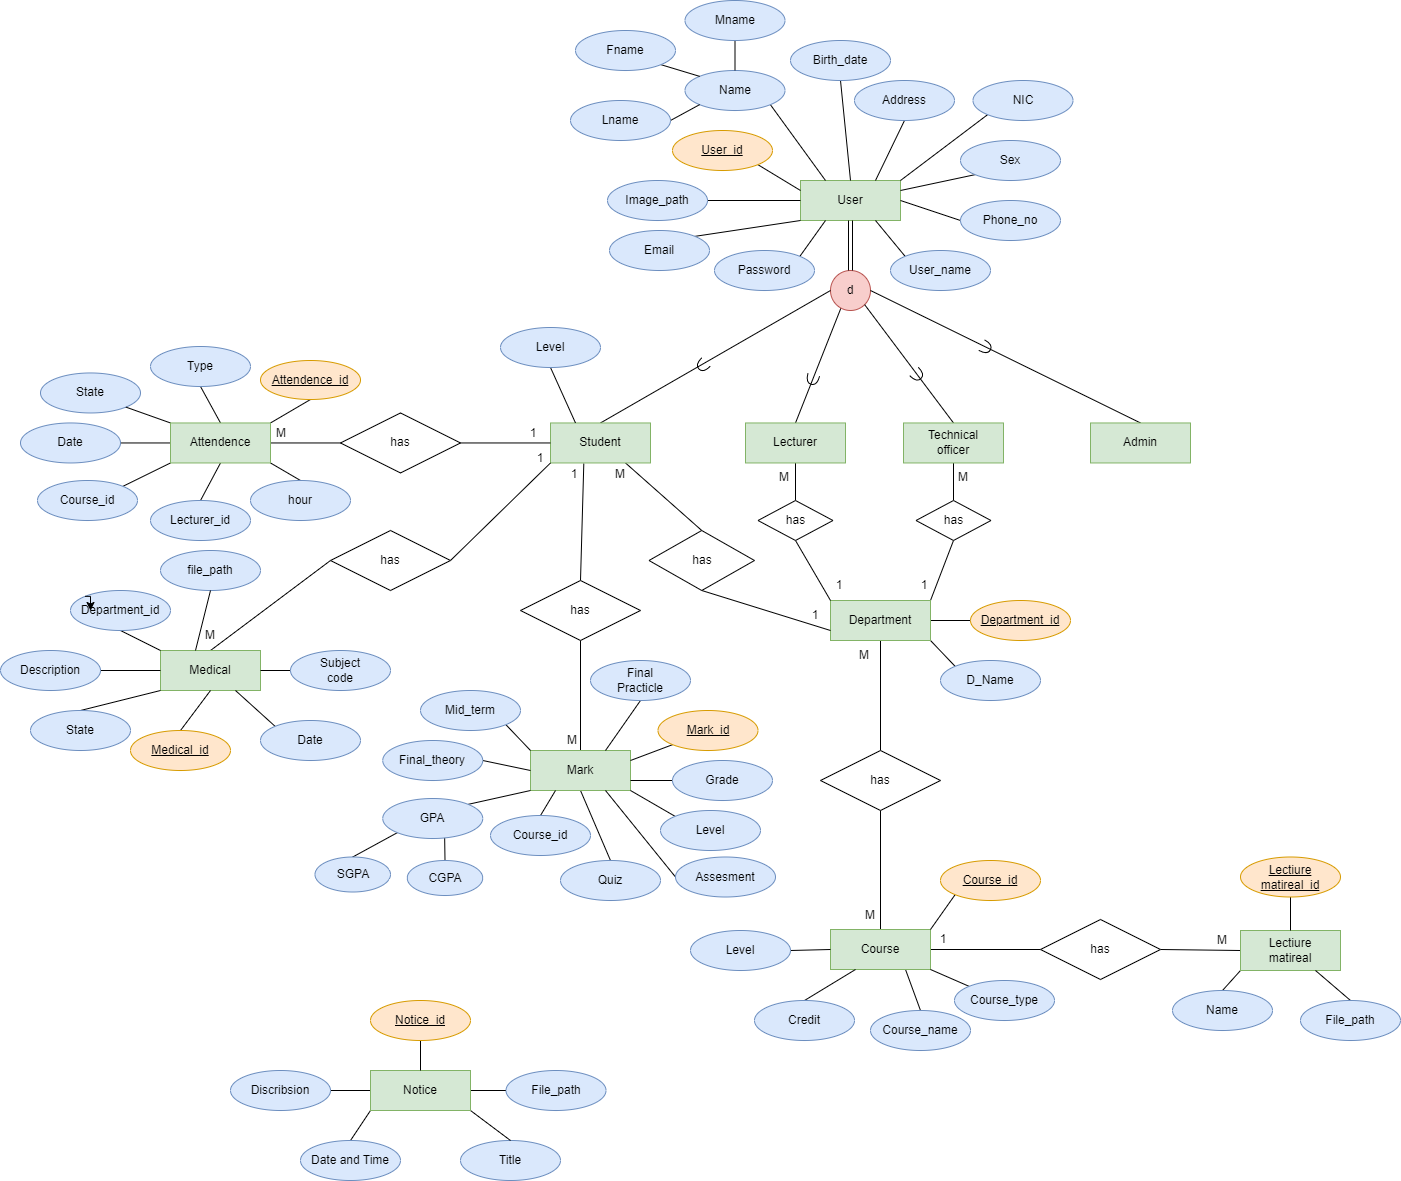 Mname
Fname
Birth_date
Name
Address
NIC
Lname
User_id
Sex
Image_path
User
Phone_no
Email
Password
User_name
d
Level
Type
Attendence_id
State
Date
Attendence
M
has
1
Student
Lecturer
Technical
officer
Admin
1
1
M
M
M
Course_id
Lecturer_id
hour
has
has
file_path
has
has
Department_id
has
1
1
1
Department
Department_id
M
Description
Medical
Subject
code
M
D_Name
State
Medical_id
Date
Final
Practicle
Mid_term
Mark_id
M
Final_theory
Mark
Grade
has
GPA
Course_id
Level
SGPA
CGPA
Quiz
Assesment
Course_id
Lectiure
matireal_id
M
Level
Course
1
has
M
Lectiure
matireal
Credit
Course_name
Course_type
Name
File_path
Notice_id
Discribsion
Notice
File_path
Date and Time
Title